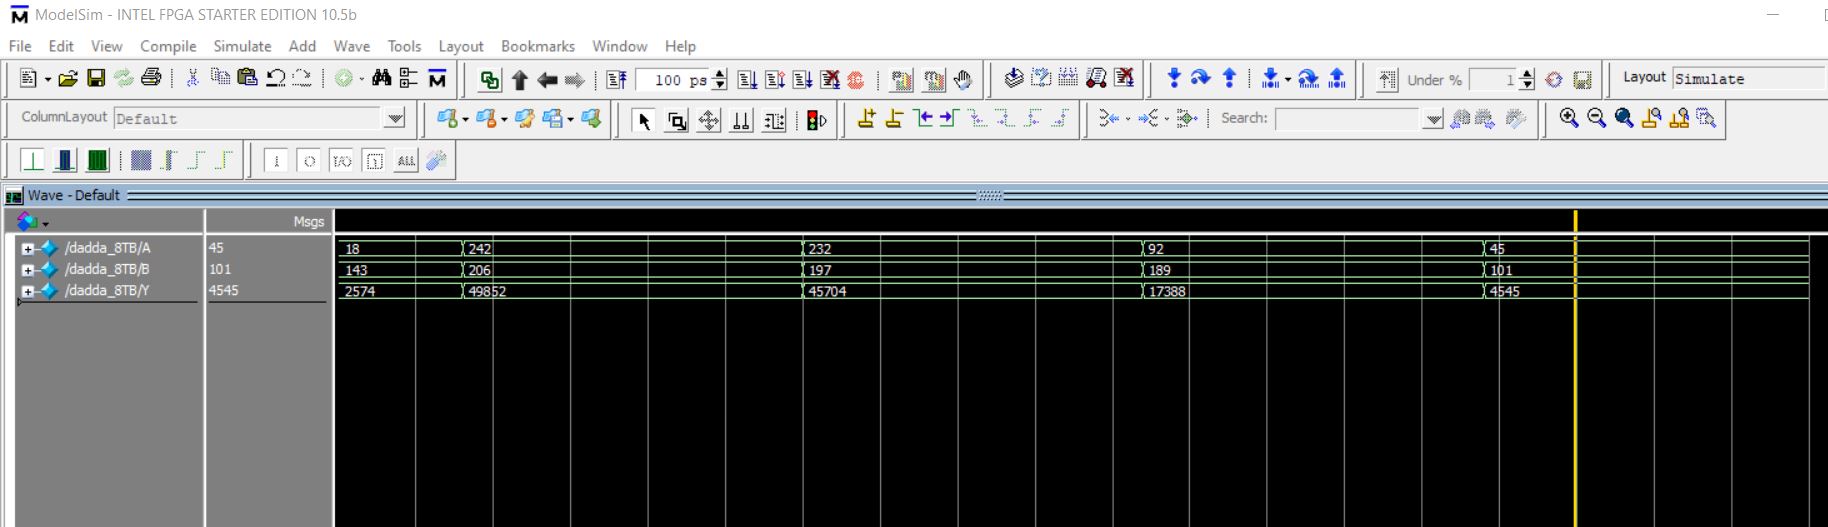 ModelSim - INTEL FPGA STARTER EDITION 10.5b
File Edit View Compile Simulate Add Wave Tools Layout Bookmarks Window Help
100 ps Under % 1 Layout Simulate
ColumnLayout Default Search:
I/O ALL
Wave - Default
Msgs
/dadda_8TB/A 45 18 242 232 92 45
/dadda_8TB/B 101 143 206 197 189 101
/dadda_8TB/Y 4545 2574 49852 45704 17388 4545